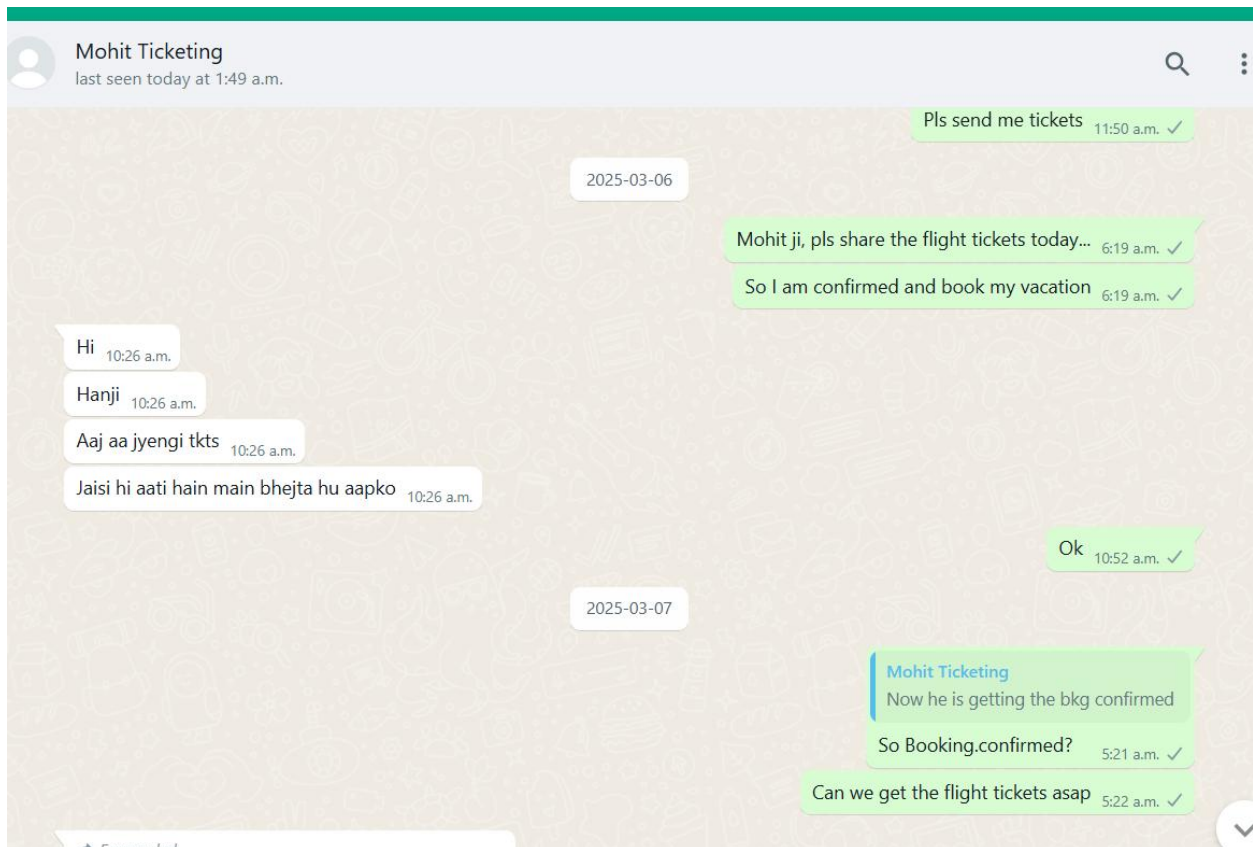 Mohit Ticketing
last seen today at 1:49 a.m.
Pls send me tickets 11:50 a.m.
2025-03-06
Mohit ji, pls share the flight tickets today... 6:19 a.m.
So I am confirmed and book my vacation 6:19 a.m.
Hi 10:26 a.m.
Hanji 10:26 a.m.
Aaj aa jyengi tkts 10:26 a.m.
Jaisi hi aati hain main bhejta hu aapko 10:26 a.m.
Ok 10:52 a.m.
2025-03-07
Mohit Ticketing
Now he is getting the bkg confirmed
So Booking.confirmed? 5:21 a.m.
Can we get the flight tickets asap 5:22 a.m.